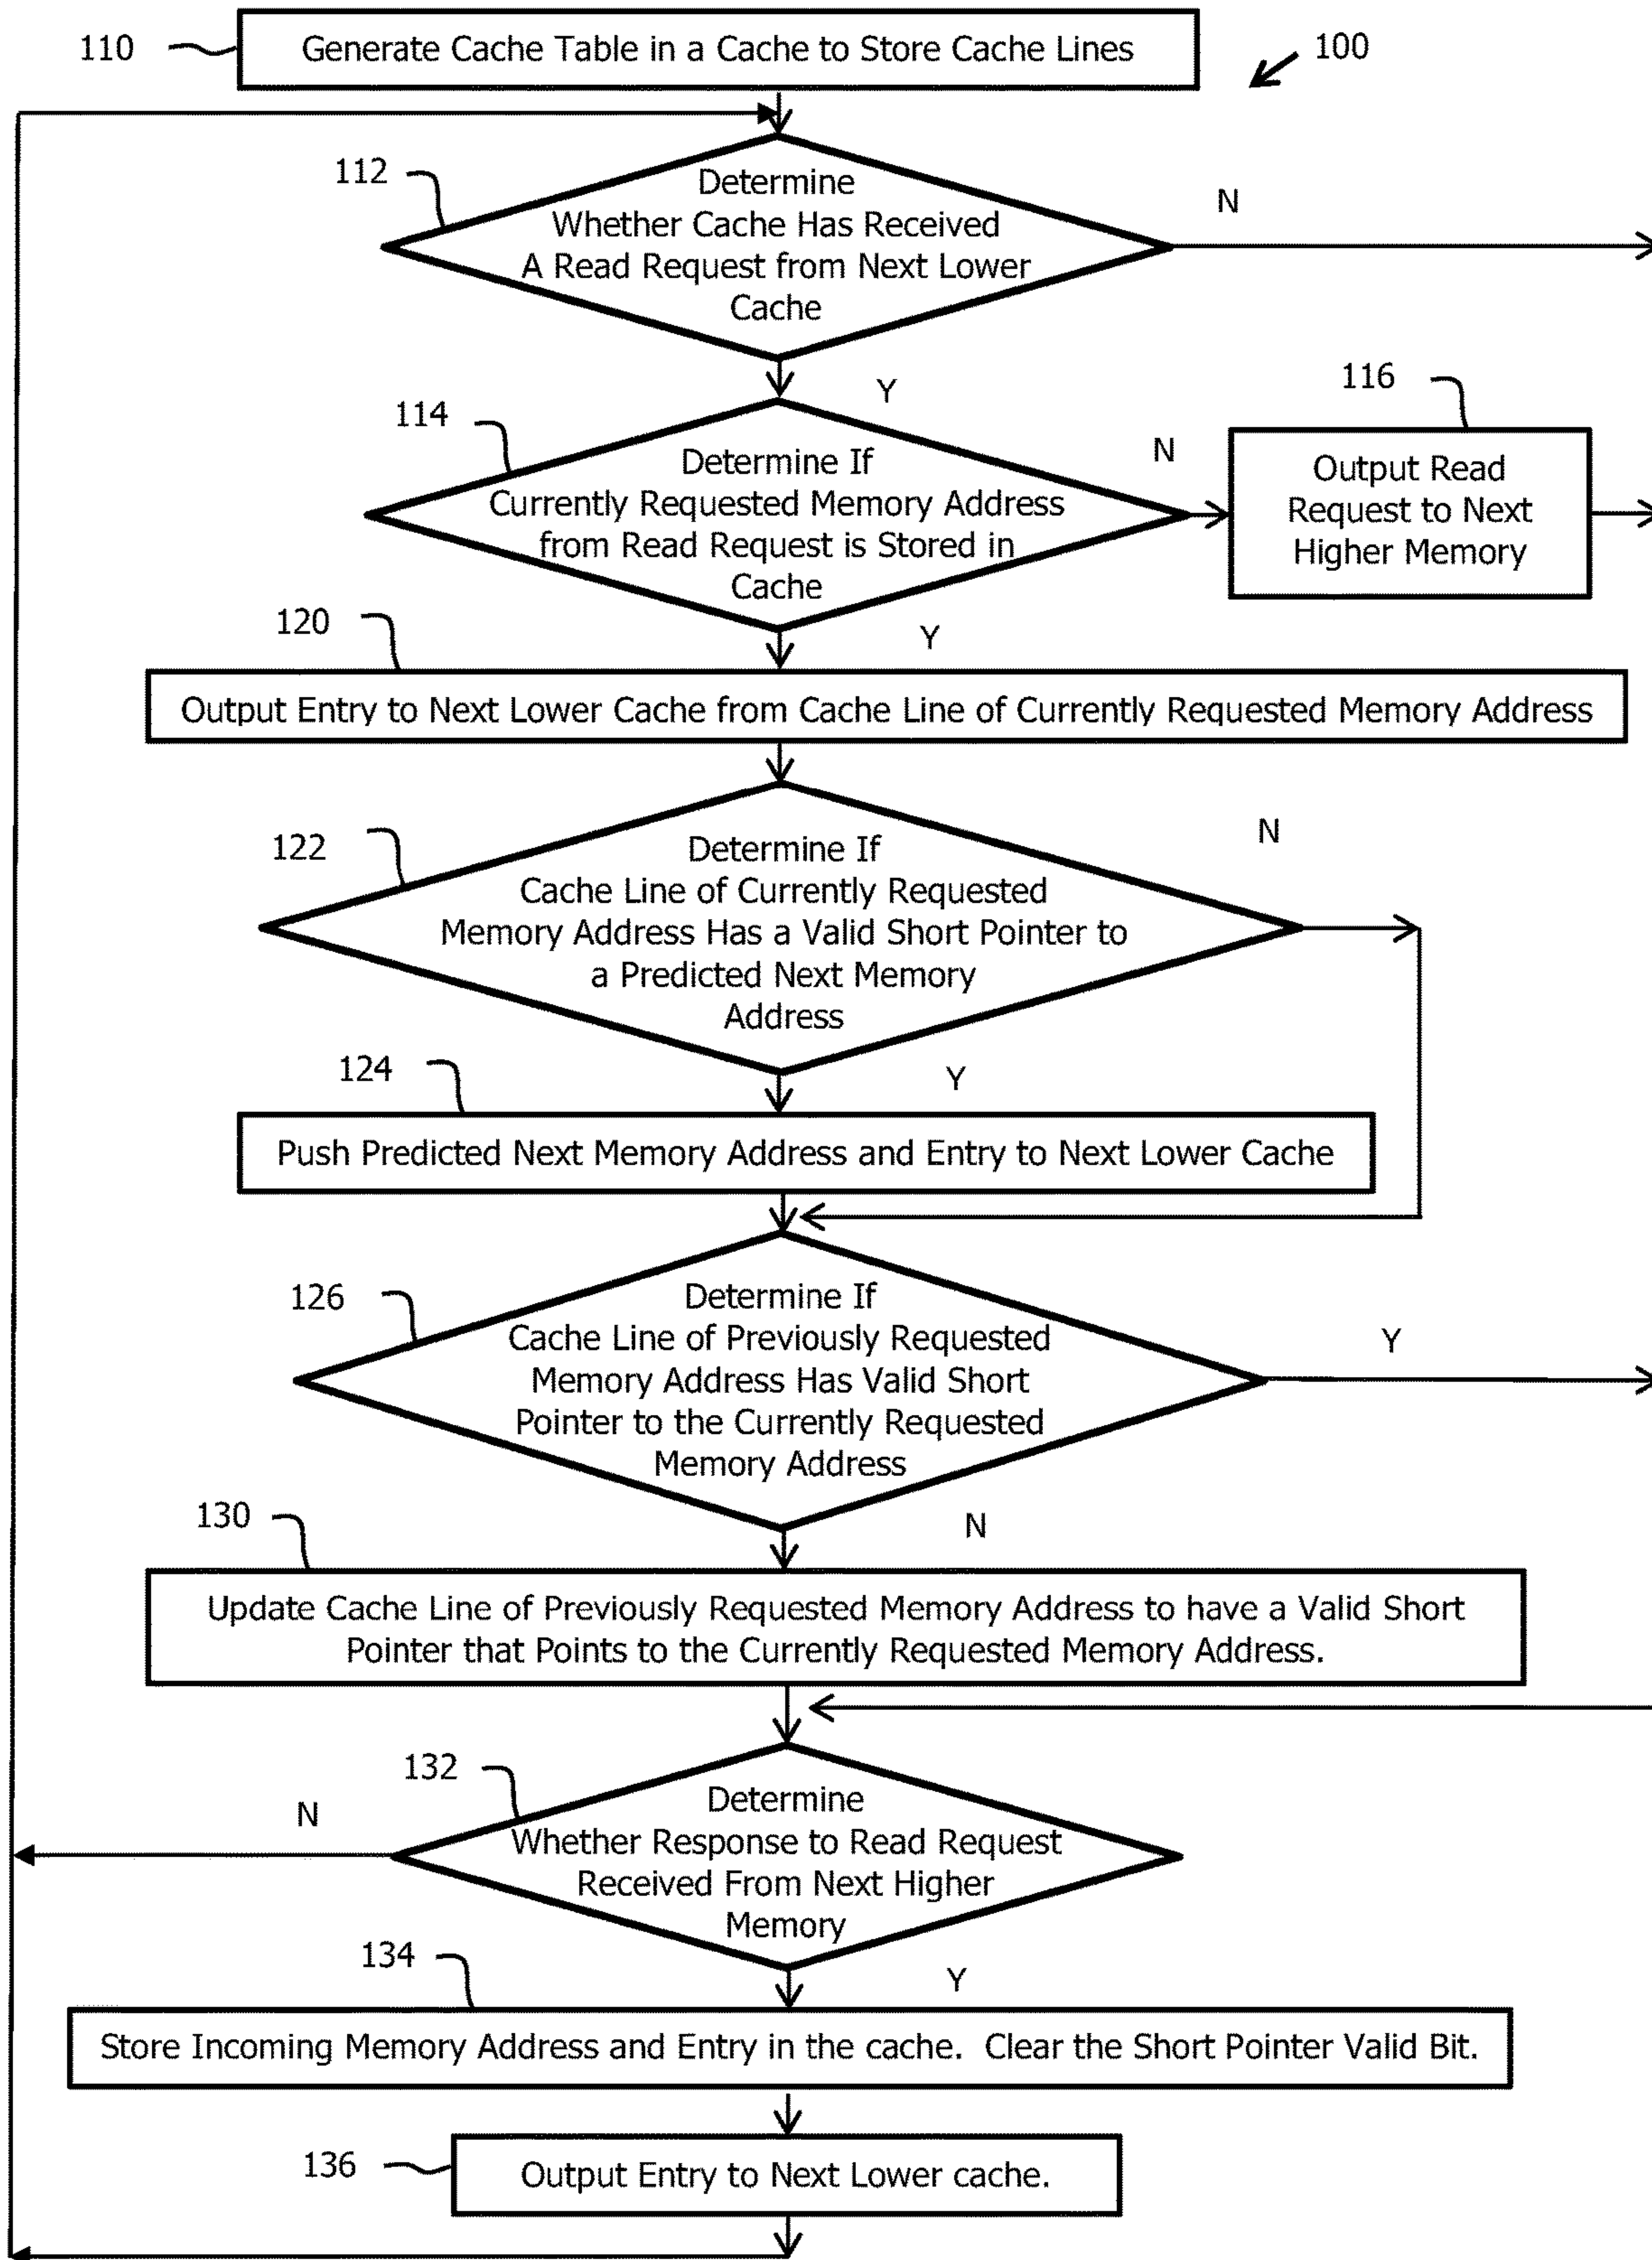 110
Generate Cache Table in a Cache to Store Cache Lines
100
112
Determine
Whether Cache Has Received
A Read Request from Next Lower
Cache
N
Y
114
Determine If
Currently Requested Memory Address
from Read Request is Stored in
Cache
N
116
Output Read
Request to Next
Higher Memory
Y
120
Output Entry to Next Lower Cache from Cache Line of Currently Requested Memory Address
122
Determine If
Cache Line of Currently Requested
Memory Address Has a Valid Short Pointer to
a Predicted Next Memory
Address
N
Y
124
Push Predicted Next Memory Address and Entry to Next Lower Cache
126
Determine If
Cache Line of Previously Requested
Memory Address Has Valid Short
Pointer to the Currently Requested
Memory Address
Y
N
130
Update Cache Line of Previously Requested Memory Address to have a Valid Short
Pointer that Points to the Currently Requested Memory Address.
132
Determine
Whether Response to Read Request
Received From Next Higher
Memory
N
Y
134
Store Incoming Memory Address and Entry in the cache. Clear the Short Pointer Valid Bit.
136
Output Entry to Next Lower cache.